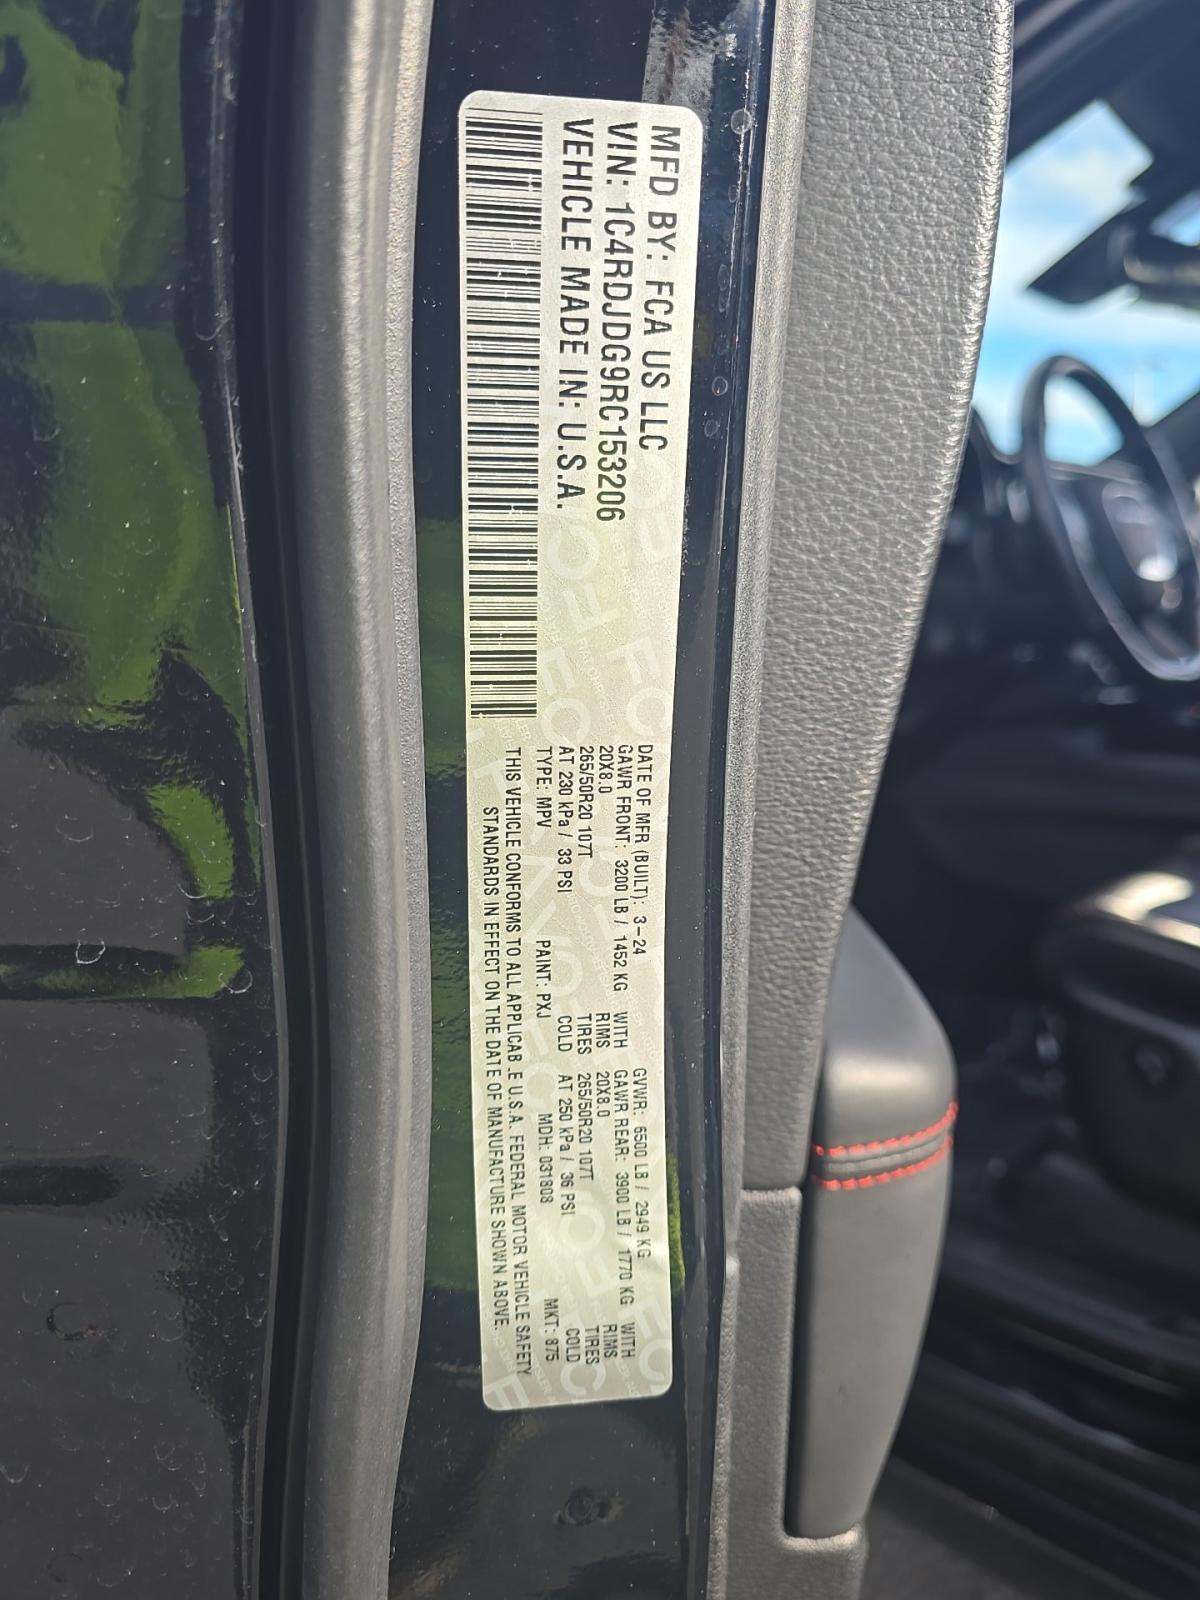 MFD BY: FCA US LLC
VIN: 1C4RDJDG9RC153206
VEHICLE MADE IN: U.S.A.
DATE OF MFR (BUILT): 3-24 GVWR: 6500 LB / 2949 KG
GAWR FRONT: 3200 LB / 1452 KG WITH GAWR REAR: 3900 LB / 1770 KG WITH
20X8.0 RIMS 20X8.0 RIMS
265/50R20 107T TIRES 265/50R20 107T TIRES
AT 230 kPa / 33 PSI COLD AT 250 kPa / 36 PSI COLD
TYPE: MPV PAINT: PXJ MDH: 031808 MKT: 875
THIS VEHICLE CONFORMS TO ALL APPLICAB.E U.S.A. FEDERAL MOTOR VEHICLE SAFETY
STANDARDS IN EFFECT ON THE DATE OF MANUFACTURE SHOWN ABOVE.